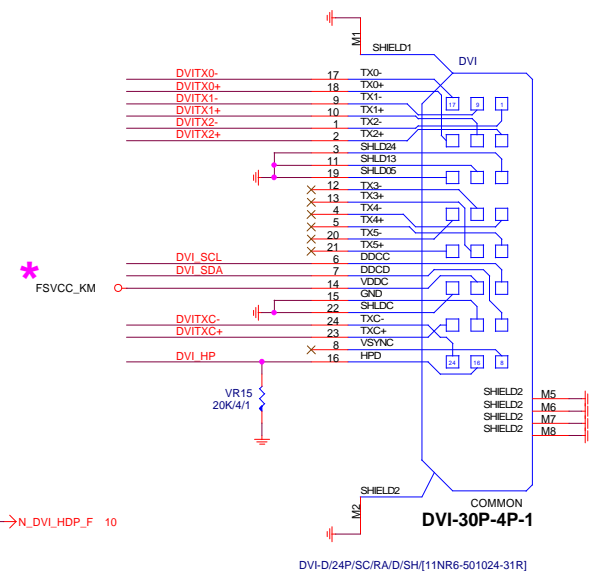 M1
SHIELD1
DVI
DVITX0- 17 TX0-
DVITX0+ 18 TX0+
DVITX1- 9 TX1-
DVITX1+ 10 TX1+
DVITX2- 1 TX2-
DVITX2+ 2 TX2+
3 SHLD24
11 SHLD13
19 SHLD05
12 TX3-
13 TX3+
4 TX4-
5 TX4+
20 TX5-
21 TX5+
DVI_SCL 6 DDCC
DVI_SDA 7 DDCD
* FSVCC_KM 14 VDDC
15 GND
22 SHLDC
DVITXC- 24 TXC-
DVITXC+ 23 TXC+
8 VSYNC
DVI_HP 16 HPD
17 9 1
24 16 8
VR15
20K/4/1
SHIELD2 M5
SHIELD2 M6
SHIELD2 M7
SHIELD2 M8
SHIELD2
M2
COMMON
DVI-30P-4P-1
N_DVI_HDP_F 10
DVI-D/24P/SC/RA/D/SH/[11NR6-501024-31R]